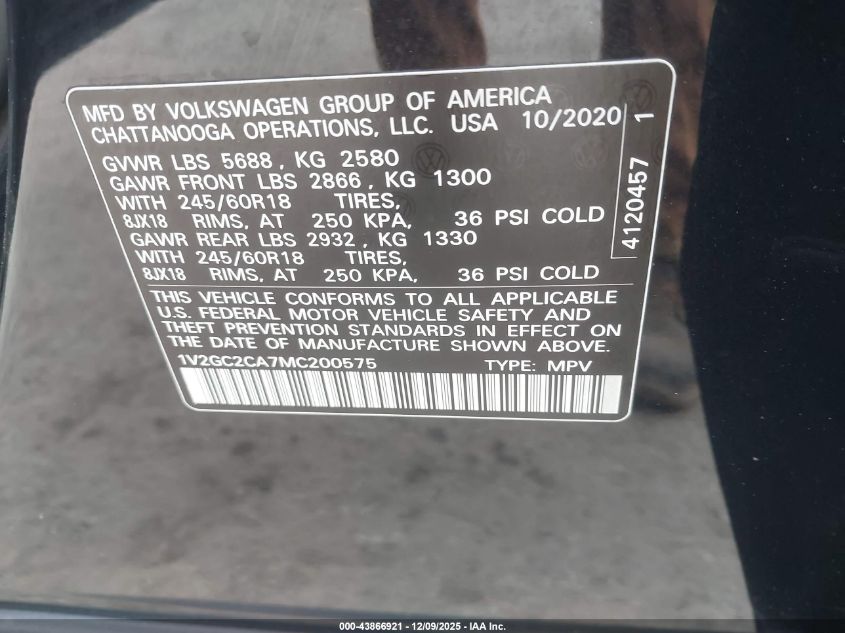 MFD BY VOLKSWAGEN GROUP OF AMERICA
CHATTANOOGA OPERATIONS, LLC. USA 10/2020
GVWR LBS 5688, KG 2580
GAWR FRONT LBS 2866, KG 1300
WITH 245/60R18 TIRES,
8JX18 RIMS, AT 250 KPA, 36 PSI COLD
GAWR REAR LBS 2932, KG 1330
WITH 245/60R18 TIRES,
8JX18 RIMS, AT 250 KPA, 36 PSI COLD
THIS VEHICLE CONFORMS TO ALL APPLICABLE
U.S. FEDERAL MOTOR VEHICLE SAFETY AND
THEFT PREVENTION STANDARDS IN EFFECT ON
THE DATE OF MANUFACTURE SHOWN ABOVE.
1V2GC2CA7MC200575 TYPE: MPV
4120457 1
000-43866921 - 12/09/2025 - IAA Inc.